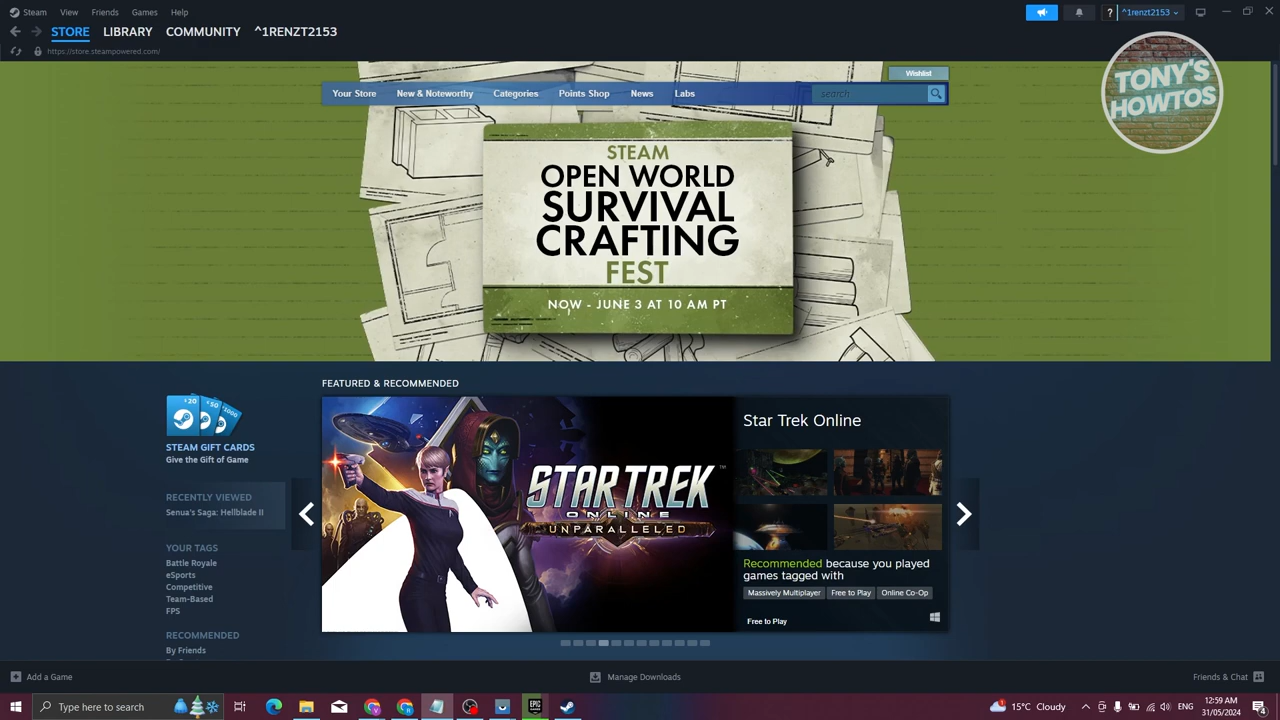 Steam View Friends Games Help
^1renzt2153
STORE LIBRARY COMMUNITY ^1RENZT2153
https://store.steampowered.com/
TONY'S
HOWTOS
Wishlist
Your Store New & Noteworthy Categories Points Shop News Labs search
STEAM
OPEN WORLD
SURVIVAL
CRAFTING
FEST
NOW - JUNE 3 AT 10 AM PT
FEATURED & RECOMMENDED
STEAM GIFT CARDS
Give the Gift of Game
RECENTLY VIEWED
Senua's Saga: Hellblade II
YOUR TAGS
Battle Royale
eSports
Competitive
Team-Based
FPS
RECOMMENDED
By Friends
STAR TREK
ONLINE
UNPARALLELED
Star Trek Online
Recommended because you played
games tagged with
Massively Multiplayer Free to Play Online Co-Op
Free to Play
Add a Game Manage Downloads Friends & Chat
Type here to search
15°C Cloudy ENG
12:59 AM
31/05/2024